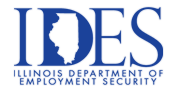 IDES
ILLINOIS DEPARTMENT OF
EMPLOYMENT SECURITY